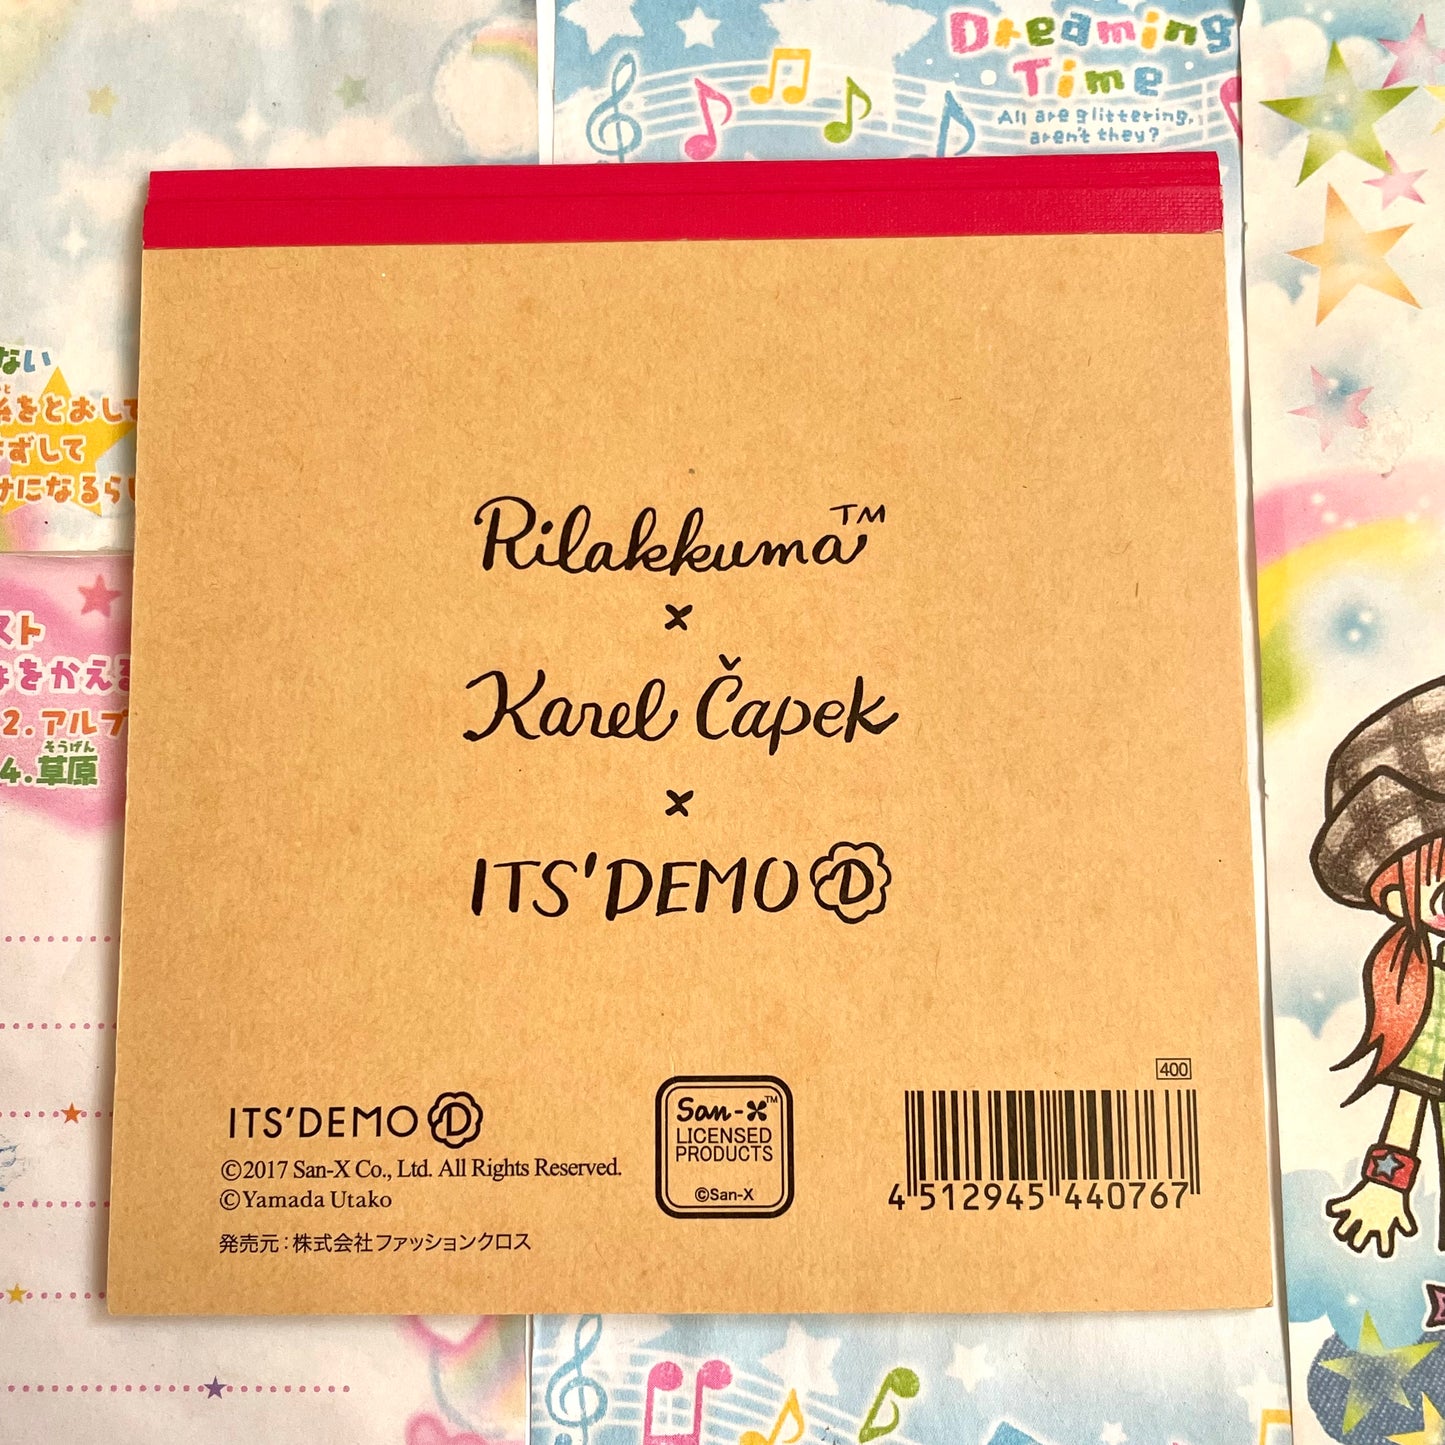 Dreaming
Time
All are glittering,
aren't they?
ない
をとおして
ずして
けになるらし
スト
をかえる
2.アルプ
そうげん
4.草原
Rilakkuma™
×
Karel Čapek
×
ITS'DEMO D
400
ITS'DEMO D
©2017 San-X Co., Ltd. All Rights Reserved.
©Yamada Utako
発売元：株式会社ファッションクロス
San-X™
LICENSED
PRODUCTS
©San-X
4 512945 440767